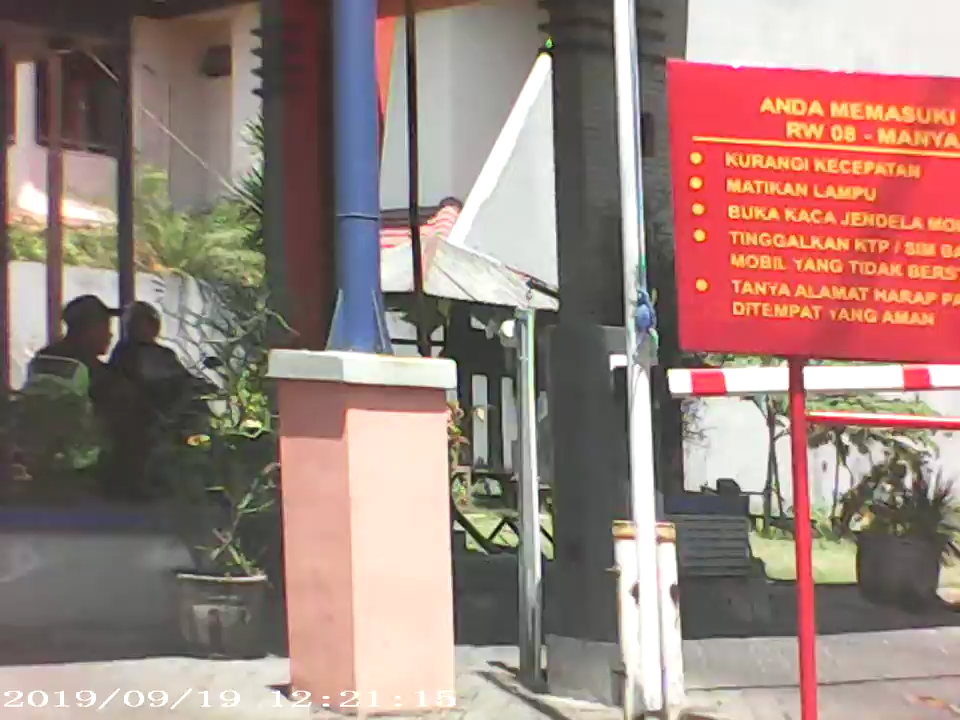 ANDA MEMASUKI
RW 08 - MANYA
KURANGI KECEPATAN
MATIKAN LAMPU
BUKA KACA JENDELA MO
TINGGALKAN KTP / SIM BA
MOBIL YANG TIDAK BERS
TANYA ALAMAT HARAP PA
DITEMPAT YANG AMAN
2019/09/19 12:21:15